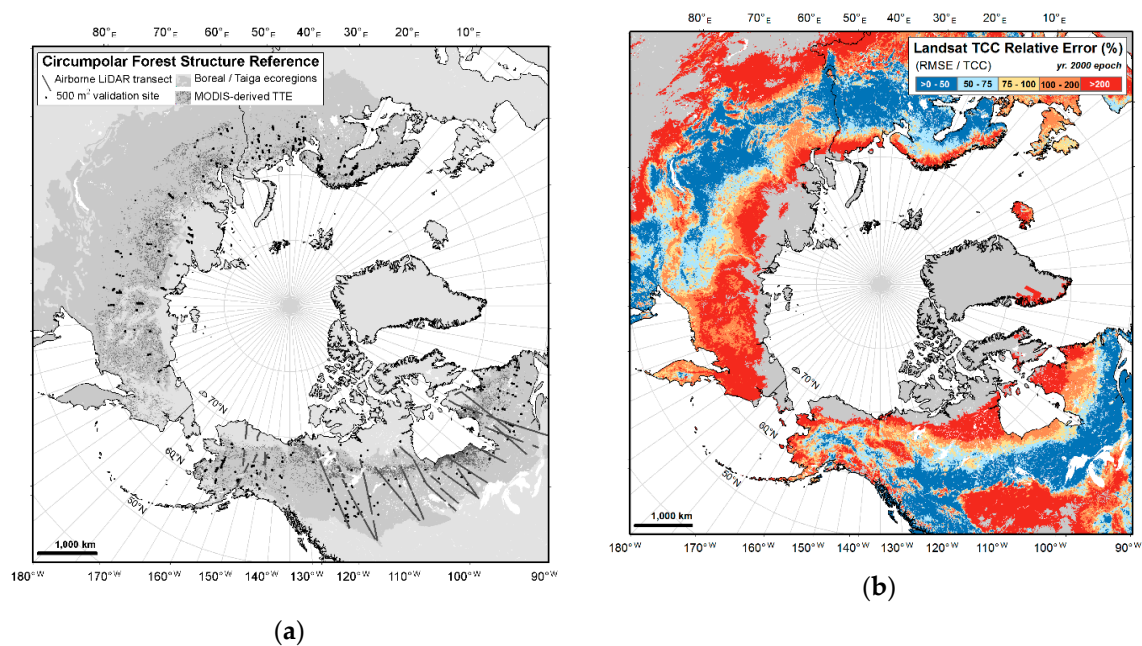 80°E 70°E 60°E 50°E 40°E 30°E 20°E 10°E
Circumpolar Forest Structure Reference
Airborne LiDAR transect
Boreal / Taiga ecoregions
500 m² validation site
MODIS-derived TTE
70°N
60°N
50°N
1,000 km
180°W 170°W 160°W 150°W 140°W 130°W 120°W 110°W 100°W 90°W
(a)
80°E 70°E 60°E 50°E 40°E 30°E 20°E 10°E
Landsat TCC Relative Error (%)
(RMSE / TCC) yr. 2000 epoch
>0 - 50 50 - 75 75 - 100 100 - 200 >200
70°N
60°N
50°N
1,000 km
180°W 170°W 160°W 150°W 140°W 130°W 120°W 110°W 100°W 90°W
(b)